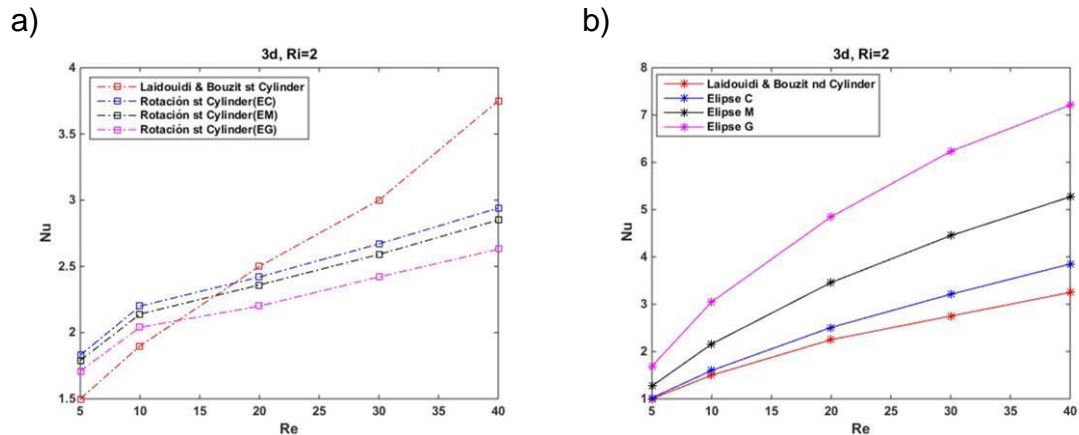 a)
3d, Ri=2
Laidouidi & Bouzit st Cylinder
Rotación st Cylinder(EC)
Rotación st Cylinder(EM)
Rotación st Cylinder(EG)
4
3.5
3
2.5
2
1.5
Nu
5
10
15
20
25
30
35
40
Re
b)
3d, Ri=2
Laidouidi & Bouzit nd Cylinder
Elipse C
Elipse M
Elipse G
8
7
6
5
4
3
2
1
Nu
5
10
15
20
25
30
35
40
Re